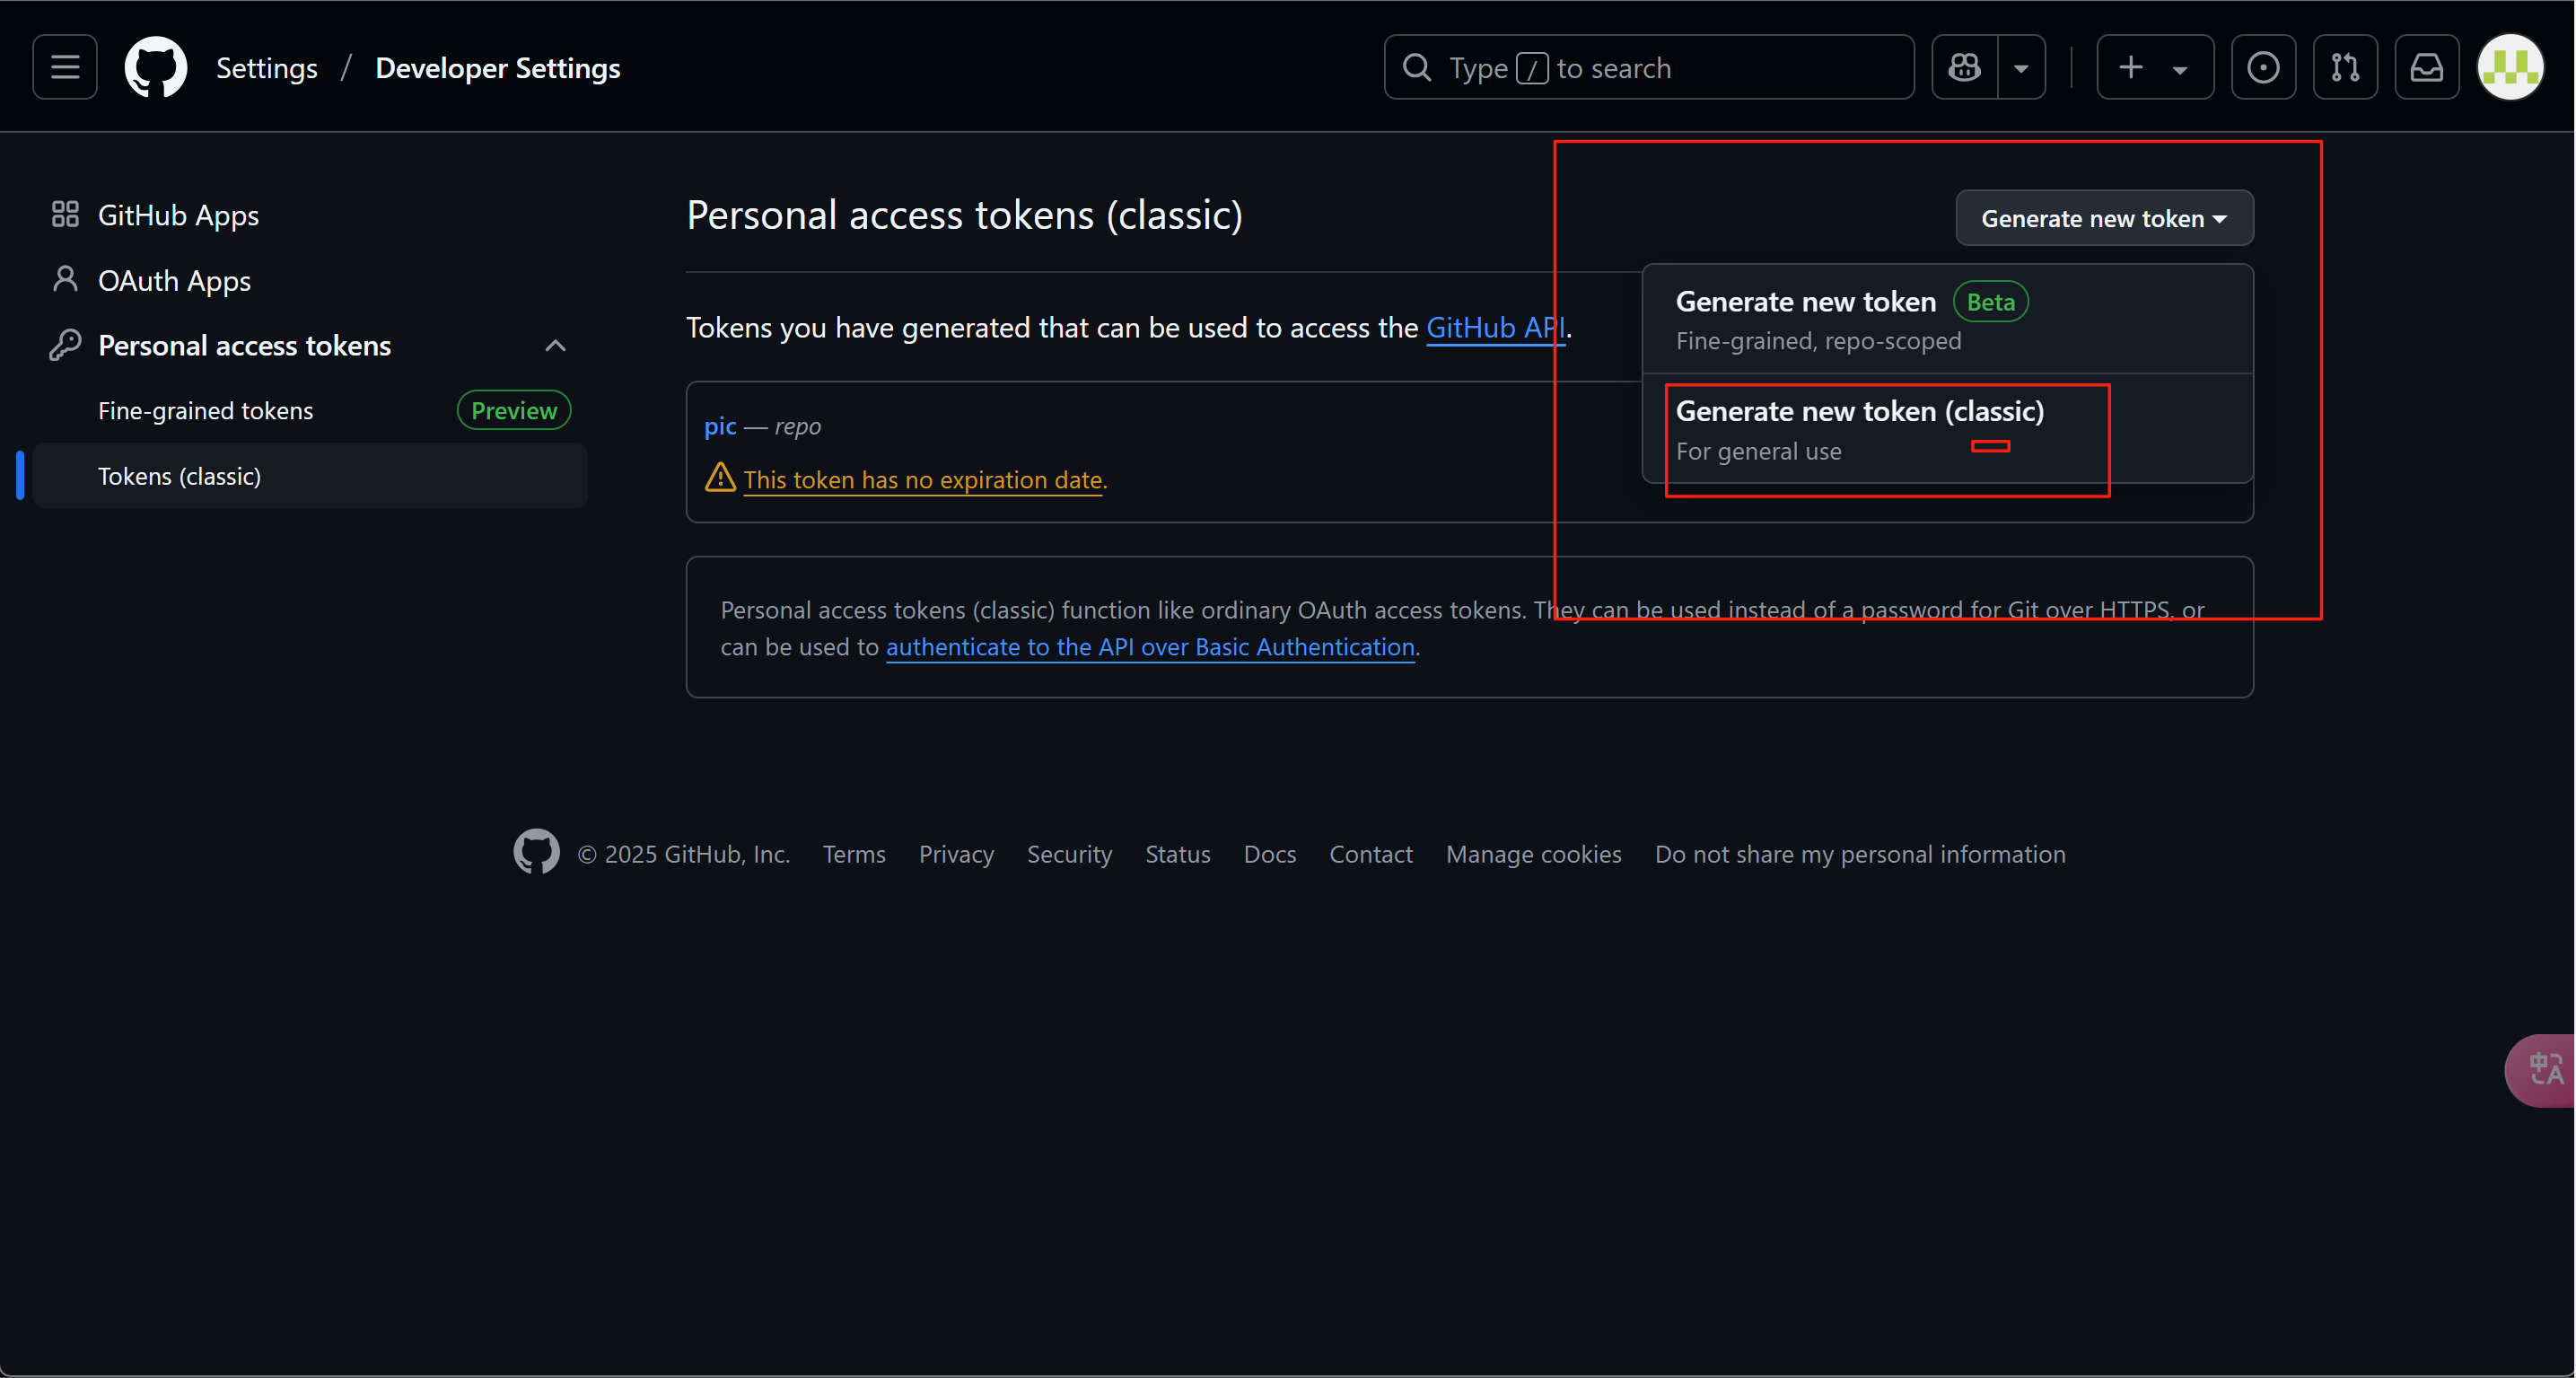 Settings / Developer Settings
Type / to search
GitHub Apps
OAuth Apps
Personal access tokens
Fine-grained tokens Preview
Tokens (classic)
Personal access tokens (classic)
Generate new token
Generate new token Beta
Fine-grained, repo-scoped
Generate new token (classic)
For general use
Tokens you have generated that can be used to access the GitHub API.
pic — repo
This token has no expiration date.
Personal access tokens (classic) function like ordinary OAuth access tokens. They can be used instead of a password for Git over HTTPS, or
can be used to authenticate to the API over Basic Authentication.
© 2025 GitHub, Inc. Terms Privacy Security Status Docs Contact Manage cookies Do not share my personal information